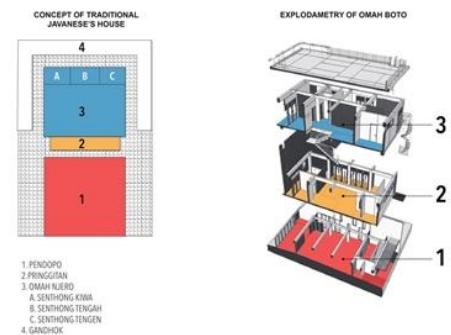 CONCEPT OF TRADITIONAL
JAVANESE'S HOUSE
4
A B C
3
2
1
1. PENDOPO
2.PRINGGITAN
3. OMAH NJERO
A. SENTHONG KIWA
B. SENTHONG TENGAH
C. SENTHONG TENGEN
4. GANDHOK
EXPLODAMETRY OF OMAH BOTO
3
2
1